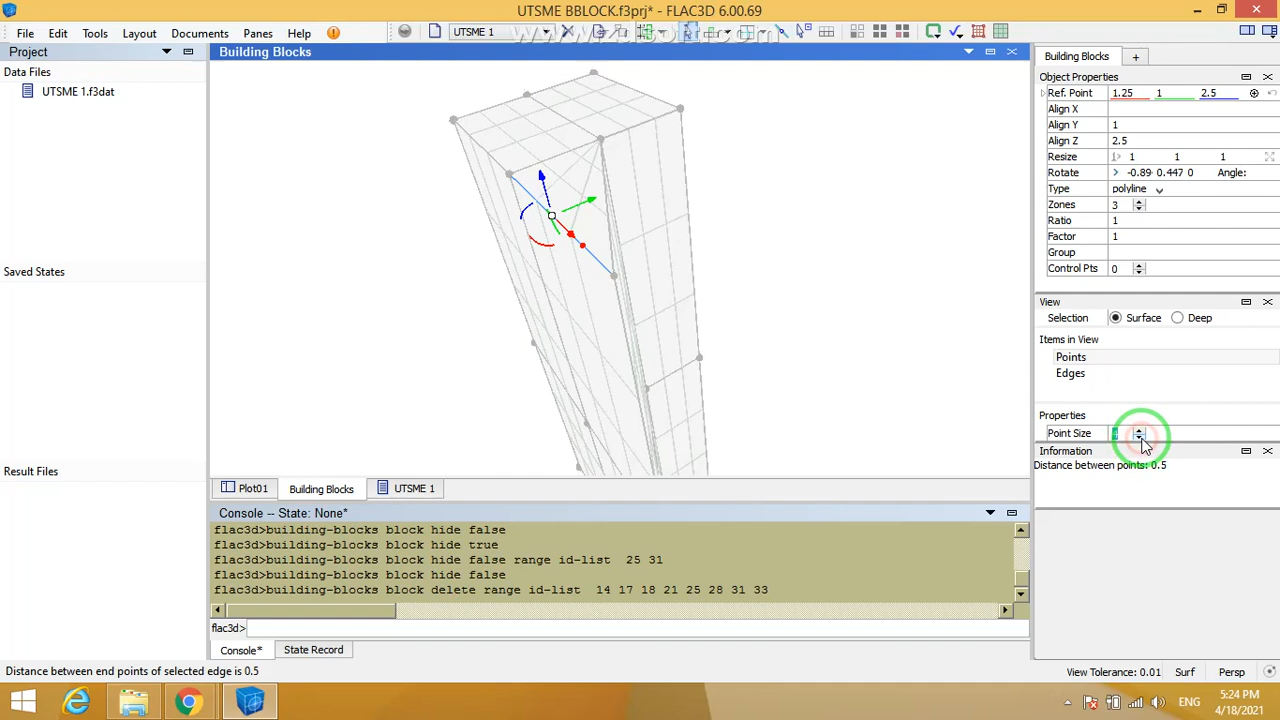 UTSME BBLOCK.f3prj* - FLAC3D 6.00.69
File Edit Tools Layout Documents Panes Help
UTSME 1
Project
Data Files
UTSME 1.f3dat
Saved States
Result Files
Building Blocks
Plot01 Building Blocks UTSME 1
Console -- State: None*
flac3d>building-blocks block hide false
flac3d>building-blocks block hide true
flac3d>building-blocks block hide false range id-list 25 31
flac3d>building-blocks block hide false
flac3d>building-blocks block delete range id-list 14 17 18 21 25 28 31 33
flac3d>
Console* State Record
Building Blocks +
Object Properties
Ref. Point 1.25 1 2.5
Align X
Align Y 1
Align Z 2.5
Resize 1 1 1
Rotate -0.89 0.447 0 Angle:
Type polyline
Zones 3
Ratio 1
Factor 1
Group
Control Pts 0
View
Selection Surface Deep
Items in View
Points
Edges
Properties
Point Size
Information
Distance between points: 0.5
Distance between end points of selected edge is 0.5
View Tolerance: 0.01 Surf Persp
ENG
5:24 PM
4/18/2021